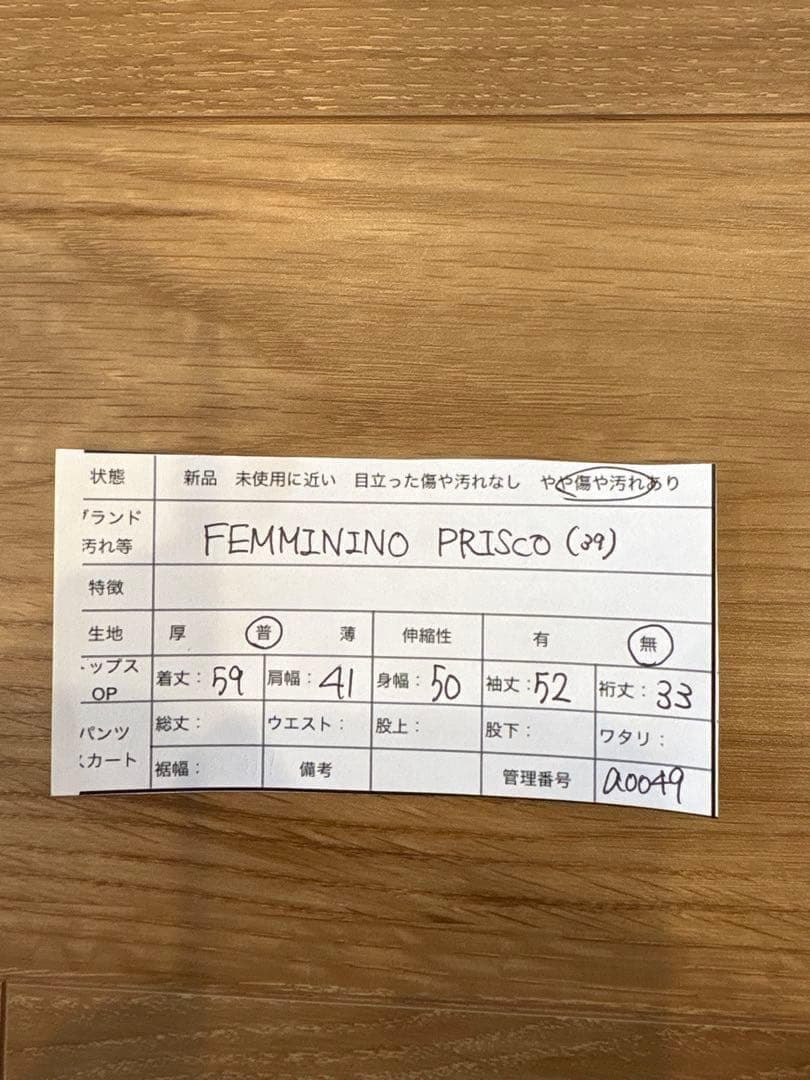 状態 新品 未使用に近い 目立った傷や汚れなし やや傷や汚れあり
ブランド FEMMININO PRISCO (39)
汚れ等
特徴
生地 厚 普 薄 伸縮性 有 無
トップス OP 着丈: 59 肩幅: 41 身幅: 50 袖丈: 52 裄丈: 33
パンツ 総丈: ウエスト: 股上: 股下: ワタリ:
スカート 裾幅: 備考 管理番号 a0049